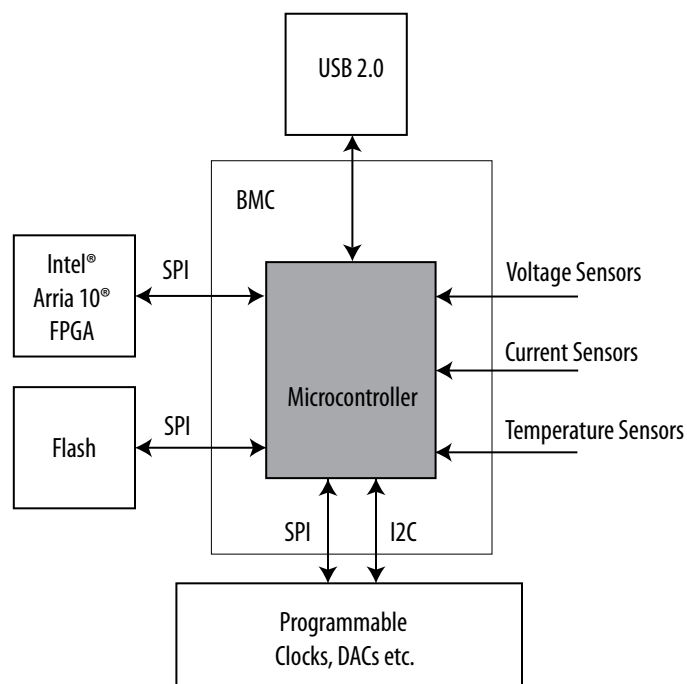 USB 2.0
BMC
Intel®
Arria 10®
FPGA
SPI
Voltage Sensors
Current Sensors
Microcontroller
Flash
SPI
Temperature Sensors
SPI
I2C
Programmable
Clocks, DACs etc.